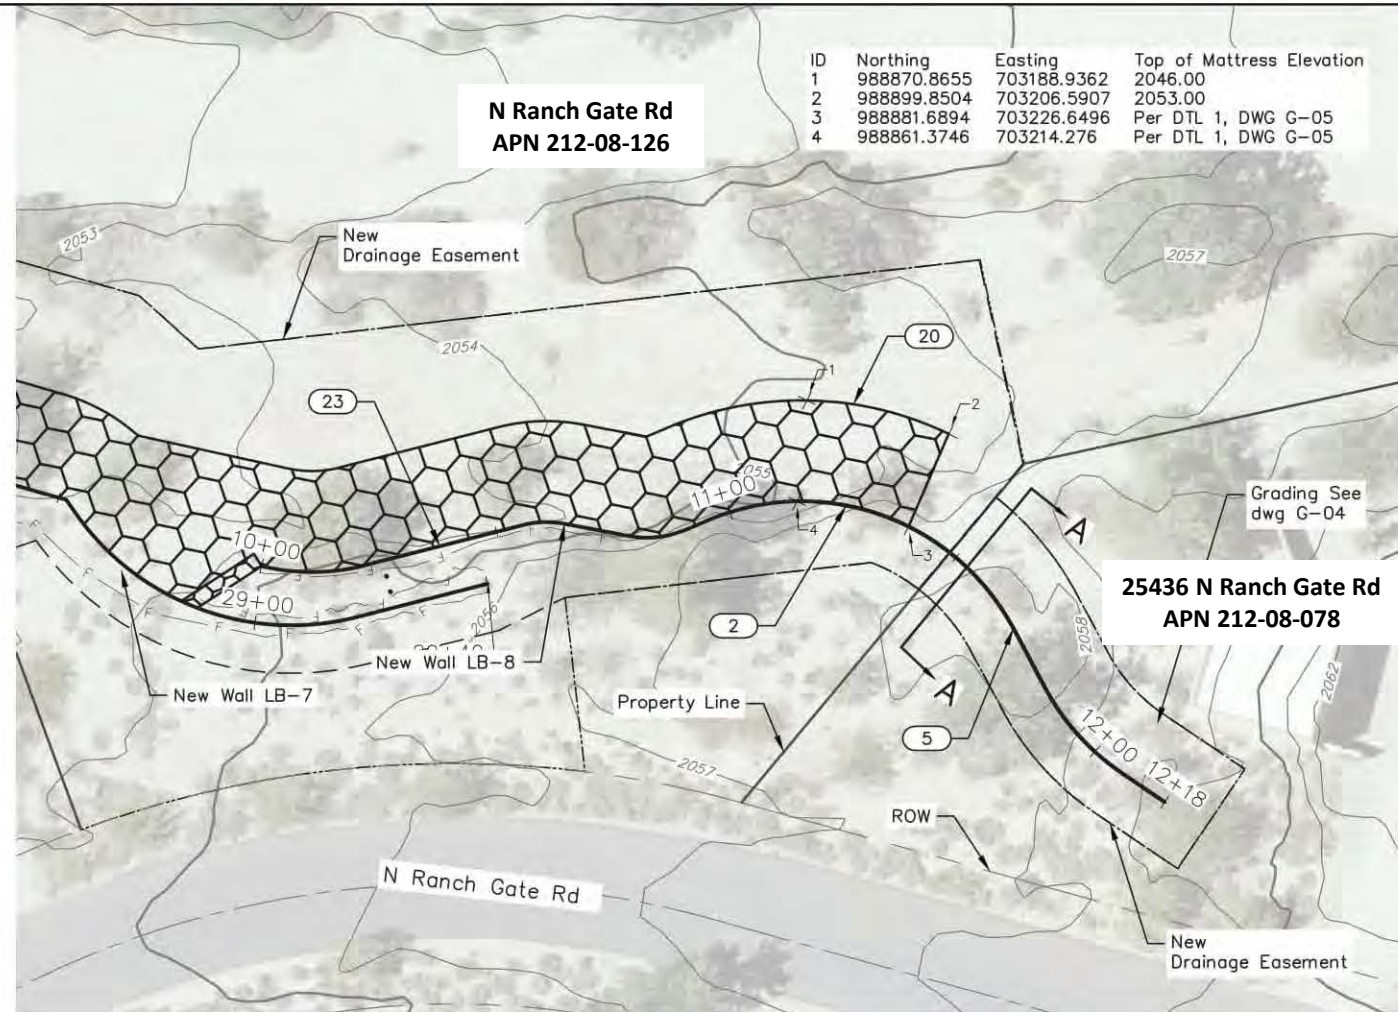 ID Northing Easting Top of Mattress Elevation
1 988870.8655 703188.9362 2046.00
2 988899.8504 703206.5907 2053.00
3 988881.6894 703226.6496 Per DTL 1, DWG G-05
4 988861.3746 703214.276 Per DTL 1, DWG G-05
N Ranch Gate Rd
APN 212-08-126
2053
New
Drainage Easement
2057
2054
20
1
23
2
2055
11+00
Grading See
dwg G-04
4
A
10+00
3
25436 N Ranch Gate Rd
APN 212-08-078
29+00
2056
2
2058
New Wall LB-8
New Wall LB-7
A
2062
Property Line
5
12+00
12+18
2057
ROW
N Ranch Gate Rd
New
Drainage Easement
F F F F F F F